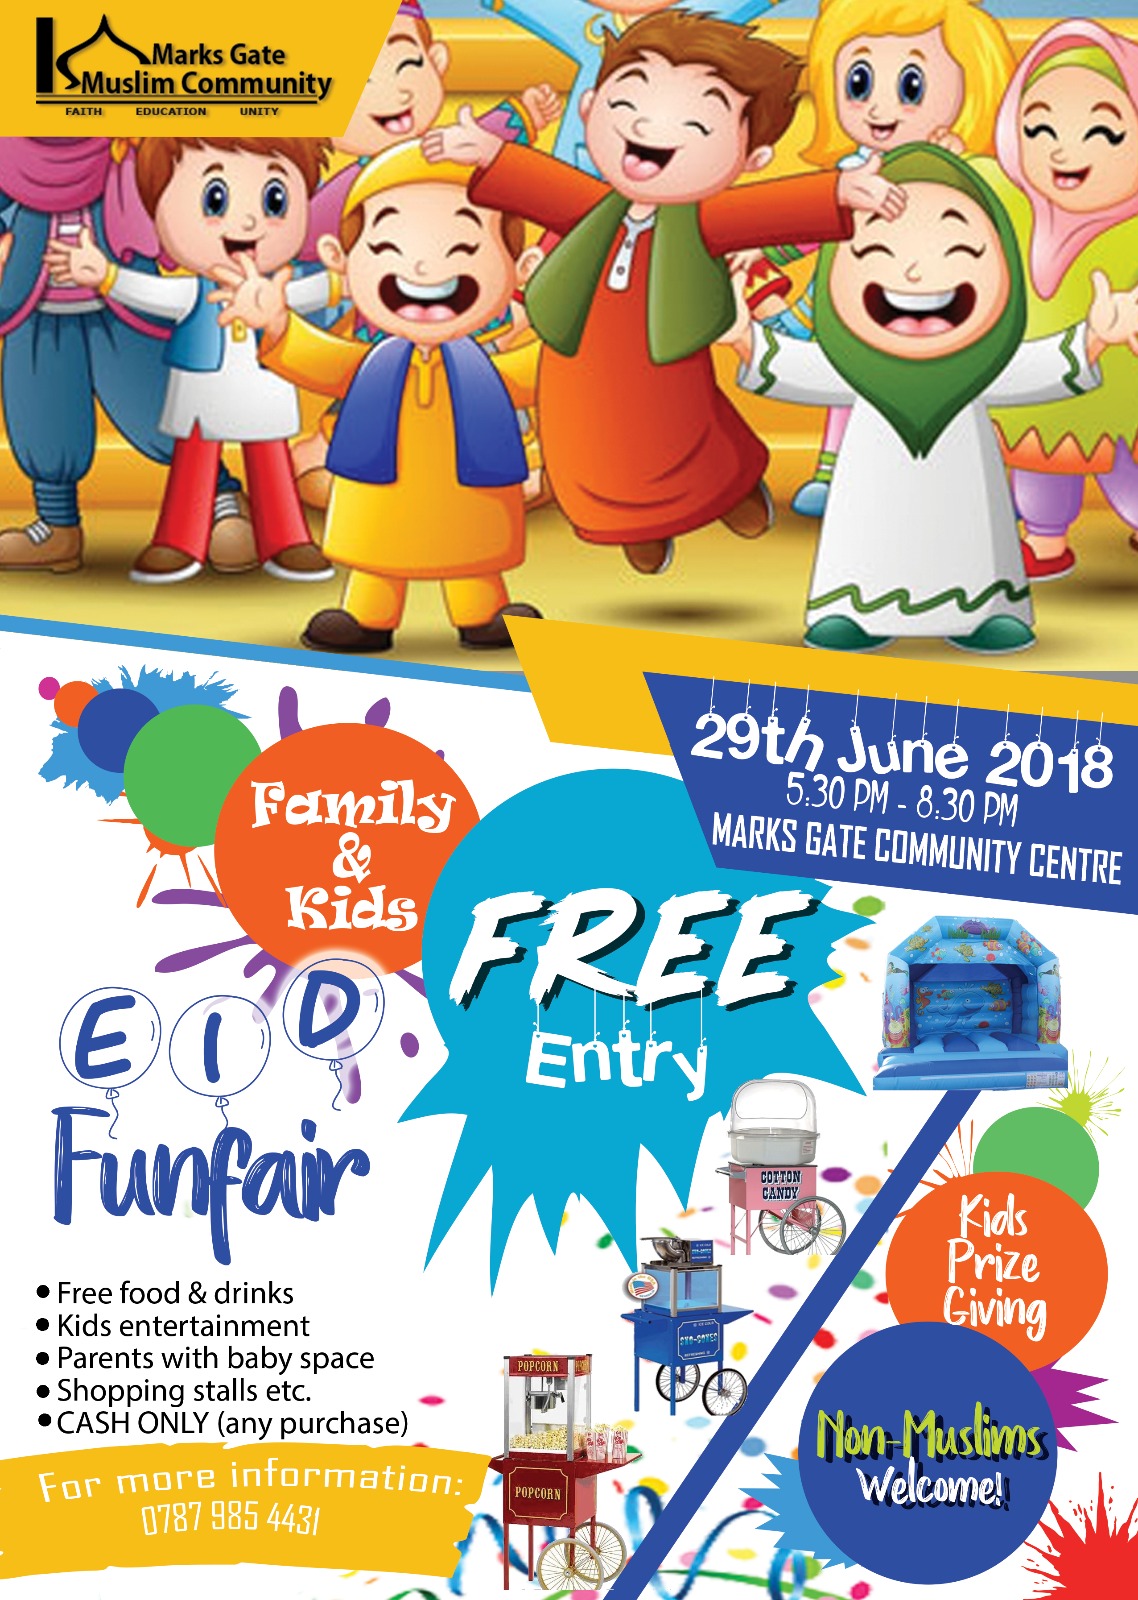 Marks Gate
Muslim Community
FAITH EDUCATION UNITY
29th June 2018
5:30 PM - 8:30 PM
MARKS GATE COMMUNITY CENTRE
Family
&
Kids
EID
Funfair
FREE
Entry
COTTON
CANDY
POPCORN
POPCORN
Kids
Prize
Giving
Non-Muslims
Welcome!
• Free food & drinks
• Kids entertainment
• Parents with baby space
• Shopping stalls etc.
• CASH ONLY (any purchase)
For more information:
0787 985 4431